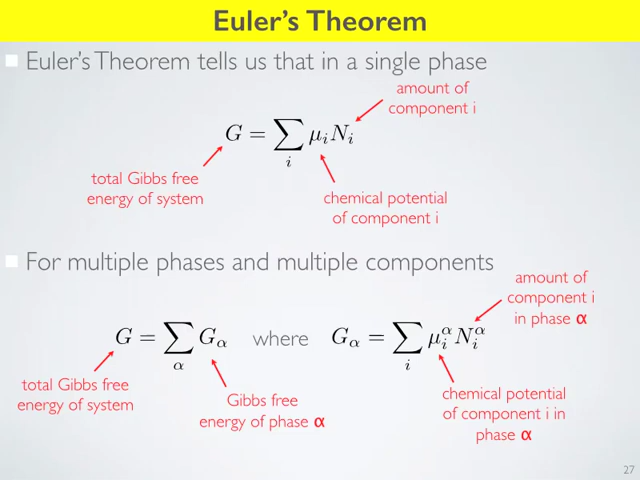 Euler's Theorem
Euler's Theorem tells us that in a single phase
amount of
component i
G = ∑_i μ_i N_i
total Gibbs free
energy of system
chemical potential
of component i
For multiple phases and multiple components
amount of
component i
in phase α
G = ∑_α G_α where G_α = ∑_i μ_i^α N_i^α
total Gibbs free
energy of system
Gibbs free
energy of phase α
chemical potential
of component i in
phase α
27